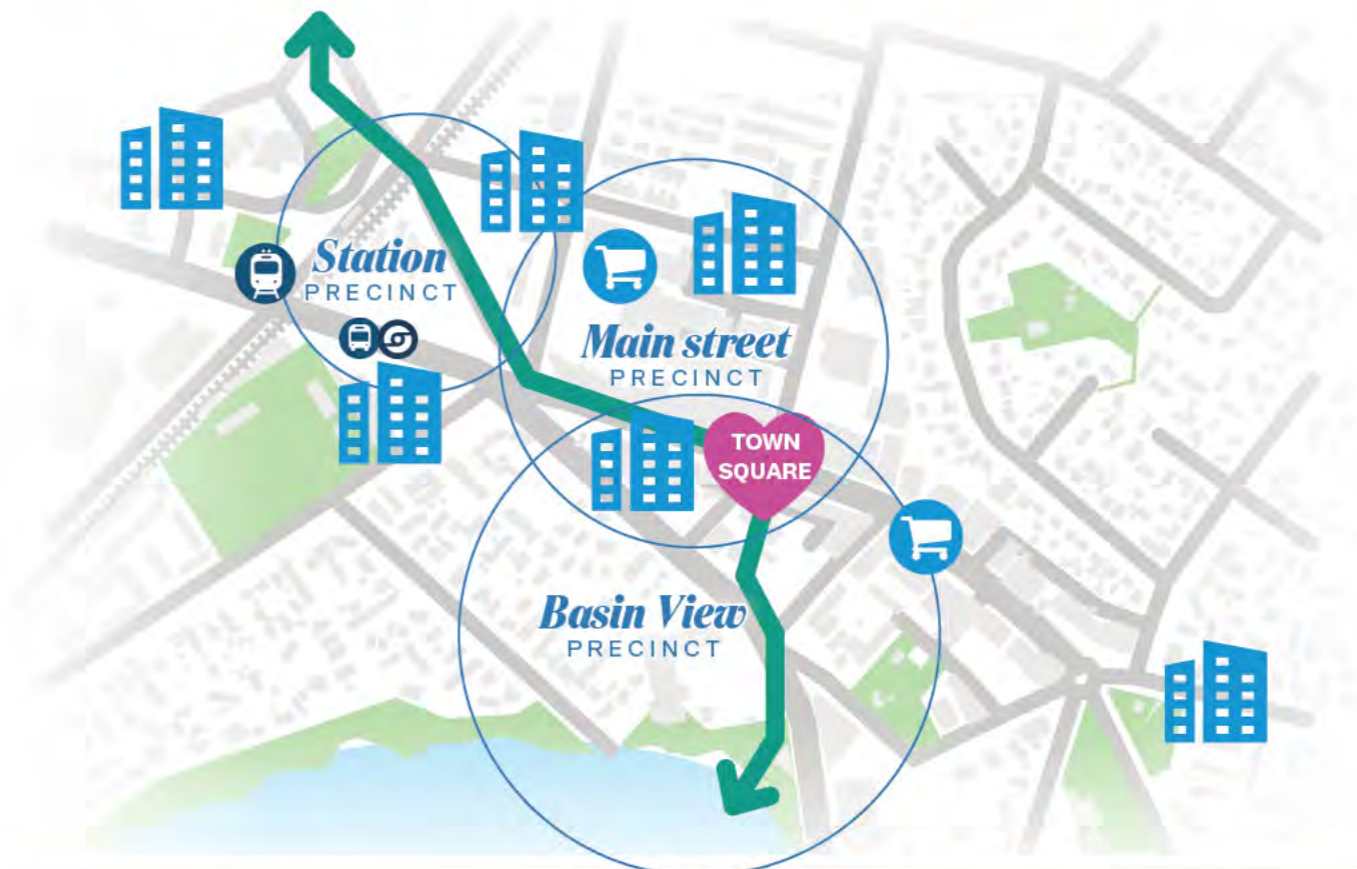 Station
PRECINCT
Main street
PRECINCT
TOWN
SQUARE
Basin View
PRECINCT